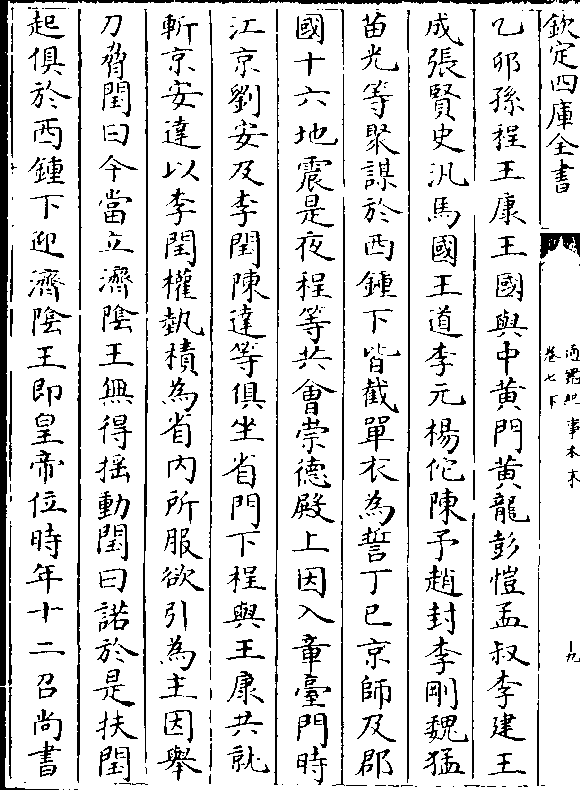 欽定四庫全書
通鑑紀事本末
卷七下
十九
乙卯孫程王康王國與中黄門黄龍彭愷孟叔李建王
成張賢史汎馬國王道李元楊佗陳予趙封李剛魏猛
苗光等聚謀於西鍾下皆截單衣為誓丁巳京師及郡
國十六地震是夜程等共會崇德殿上因入章臺門時
江京劉安及李閏陳達等俱坐省門下程與王康共就
斬京安達以李閏權埶積為省内所服欲引為主因舉
刀脅閏曰今當立濟隂王無得揺動閏曰諾於是扶閏
起俱於西鍾下迎濟隂王即皇帝位時年十二召尚書